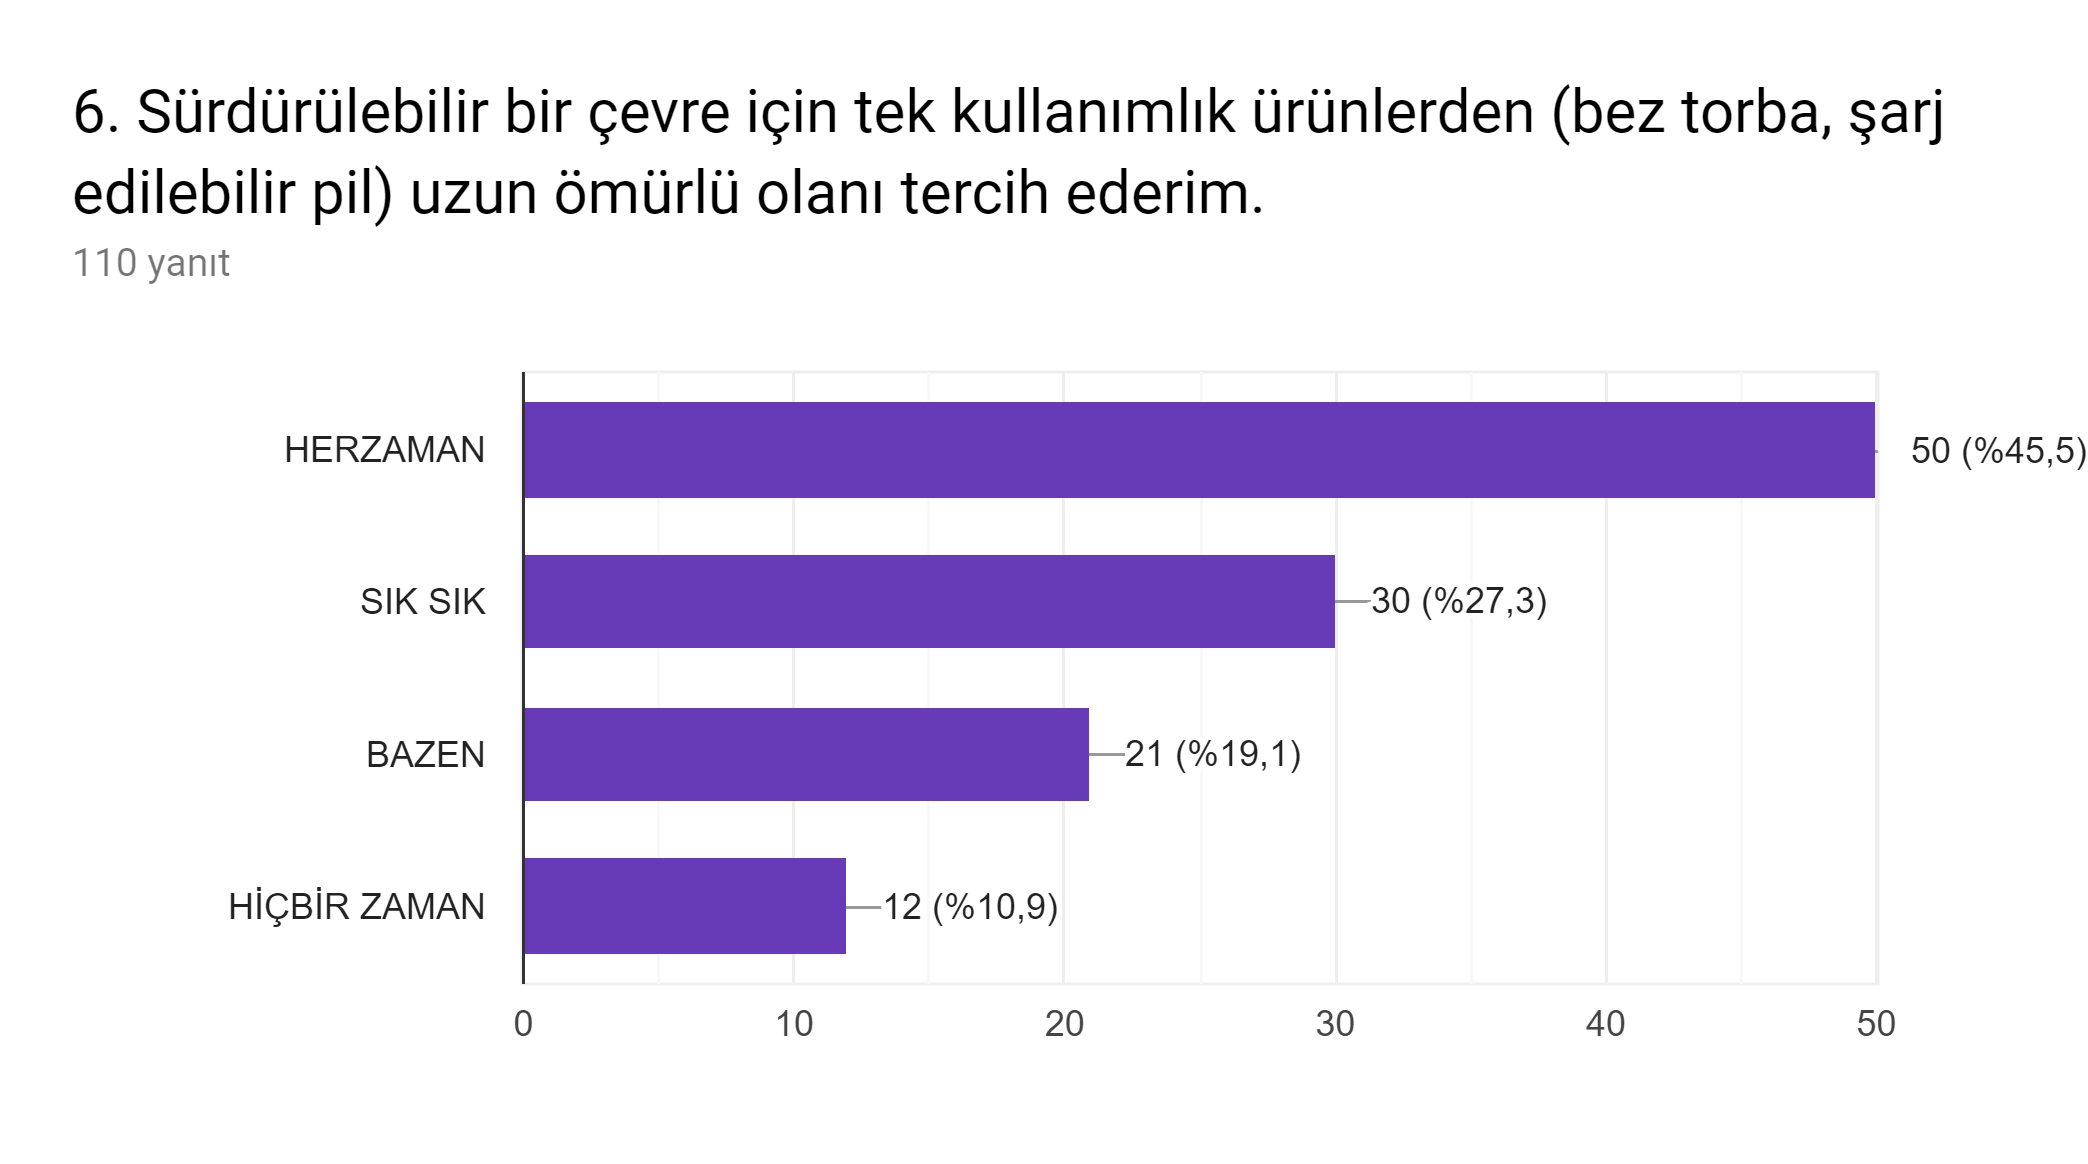 6. Sürdürülebilir bir çevre için tek kullanımlık ürünlerden (bez torba, şarj
edilebilir pil) uzun ömürlü olanı tercih ederim.
110 yanıt
HERZAMAN
50 (%45,5)
SIK SIK
30 (%27,3)
BAZEN
21 (%19,1)
HİÇBİR ZAMAN
12 (%10,9)
0 10 20 30 40 50